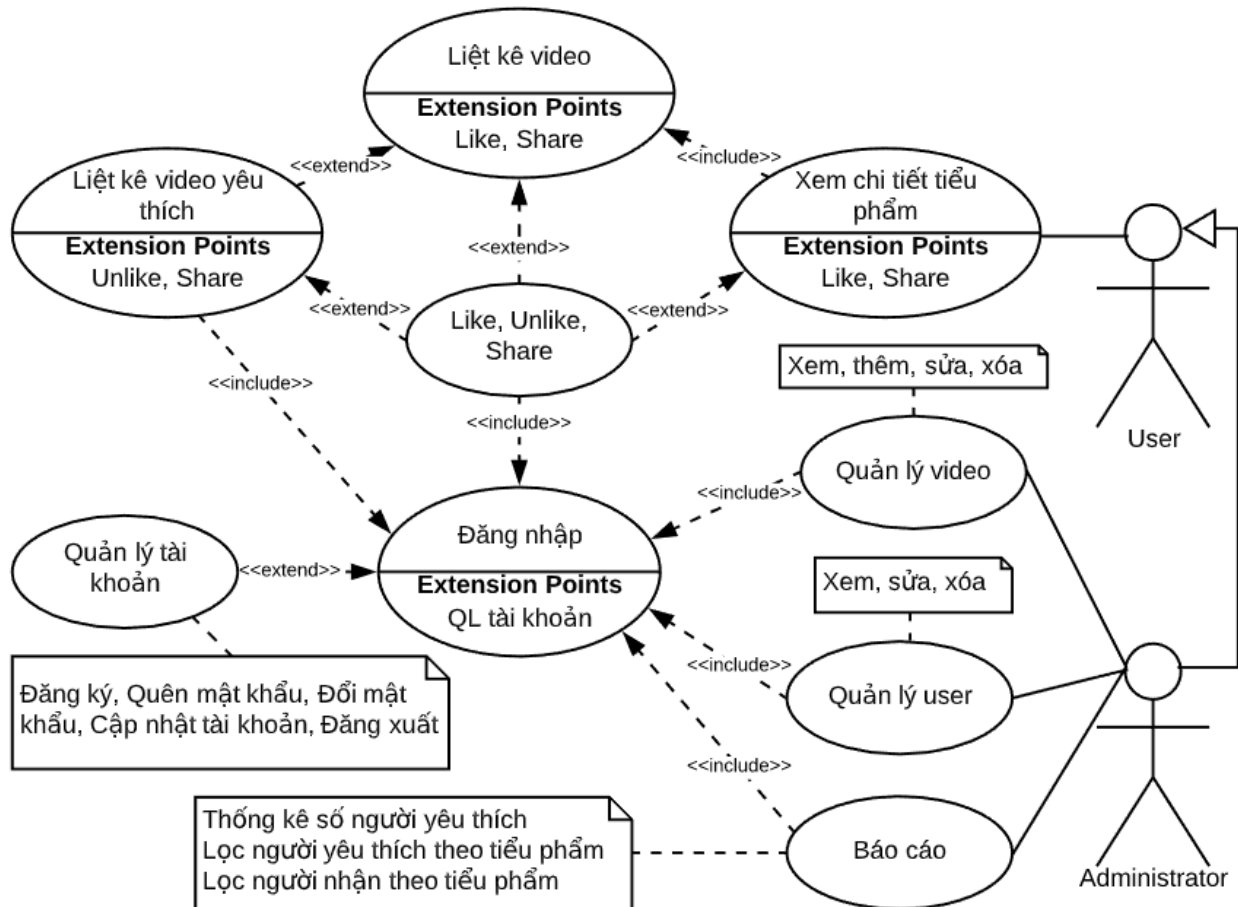 Liệt kê video
Extension Points
Like, Share
<<extend>>
<<include>>
Liệt kê video yêu
thích
Extension Points
Unlike, Share
Xem chi tiết tiểu
phẩm
Extension Points
Like, Share
<<extend>>
<<extend>>
<<extend>>
Like, Unlike,
Share
Xem, thêm, sửa, xóa
User
<<include>>
<<include>>
Quản lý video
<<include>>
Đăng nhập
Extension Points
QL tài khoản
Quản lý tài
khoản
<<extend>>
Xem, sửa, xóa
<<include>>
Quản lý user
Đăng ký, Quên mật khẩu, Đổi mật
khẩu, Cập nhật tài khoản, Đăng xuất
<<include>>
Thống kê số người yêu thích
Lọc người yêu thích theo tiểu phẩm
Lọc người nhận theo tiểu phẩm
Báo cáo
Administrator